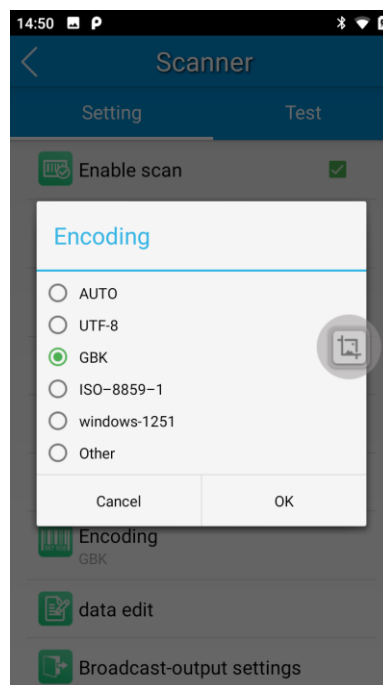 14:50
Scanner
Setting
Test
Enable scan
Encoding
AUTO
UTF-8
GBK
ISO-8859-1
windows-1251
Other
Cancel
OK
Encoding
GBK
data edit
Broadcast-output settings